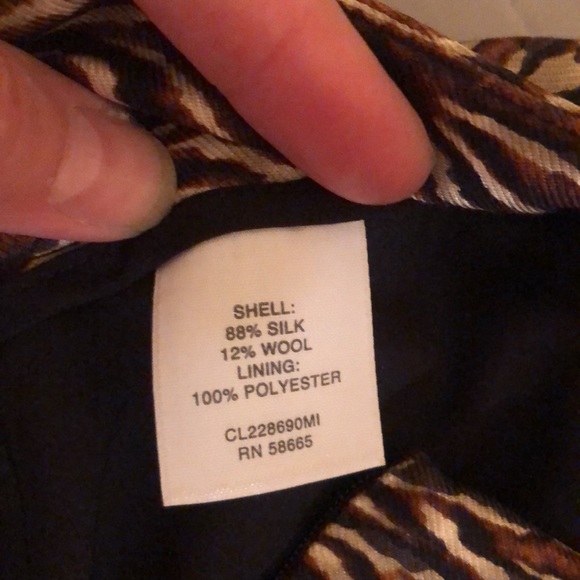 SHELL:
88% SILK
12% WOOL
LINING:
100% POLYESTER
CL228690MI
RN 58665